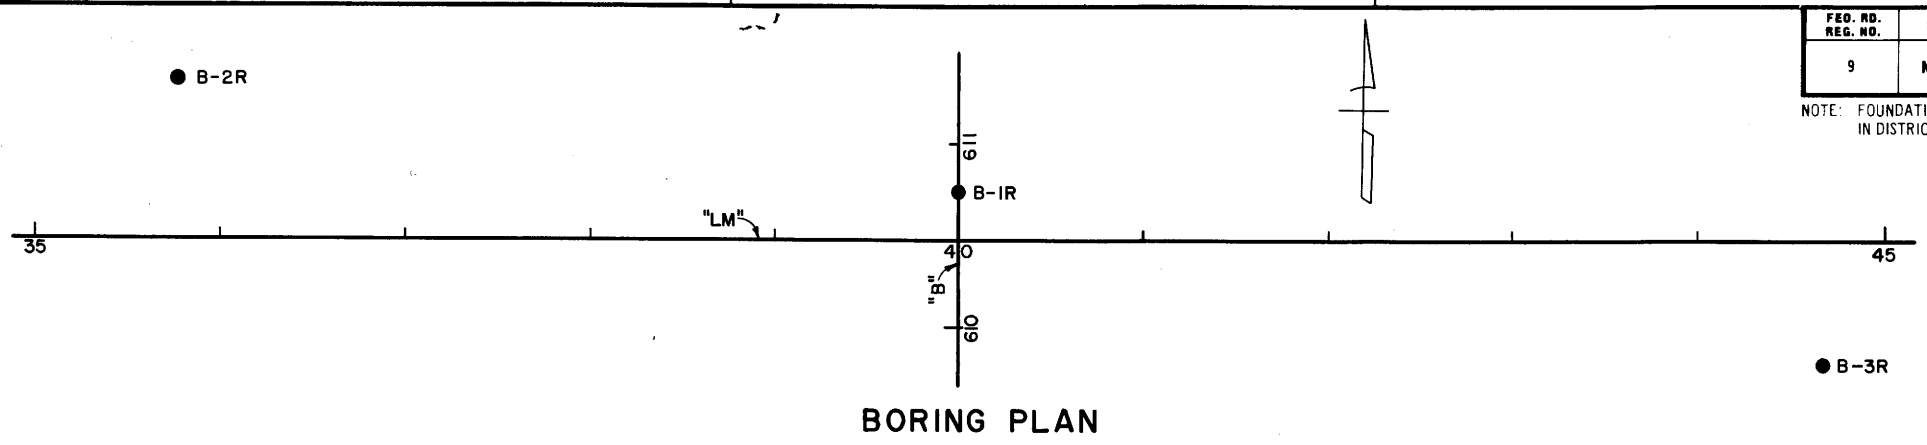 FED. RD.
REG. NO.
9
NOTE: FOUNDATI
IN DISTRIC
B-2R
611
B-1R
"LM"
35
40
45
"B"
610
B-3R
BORING PLAN